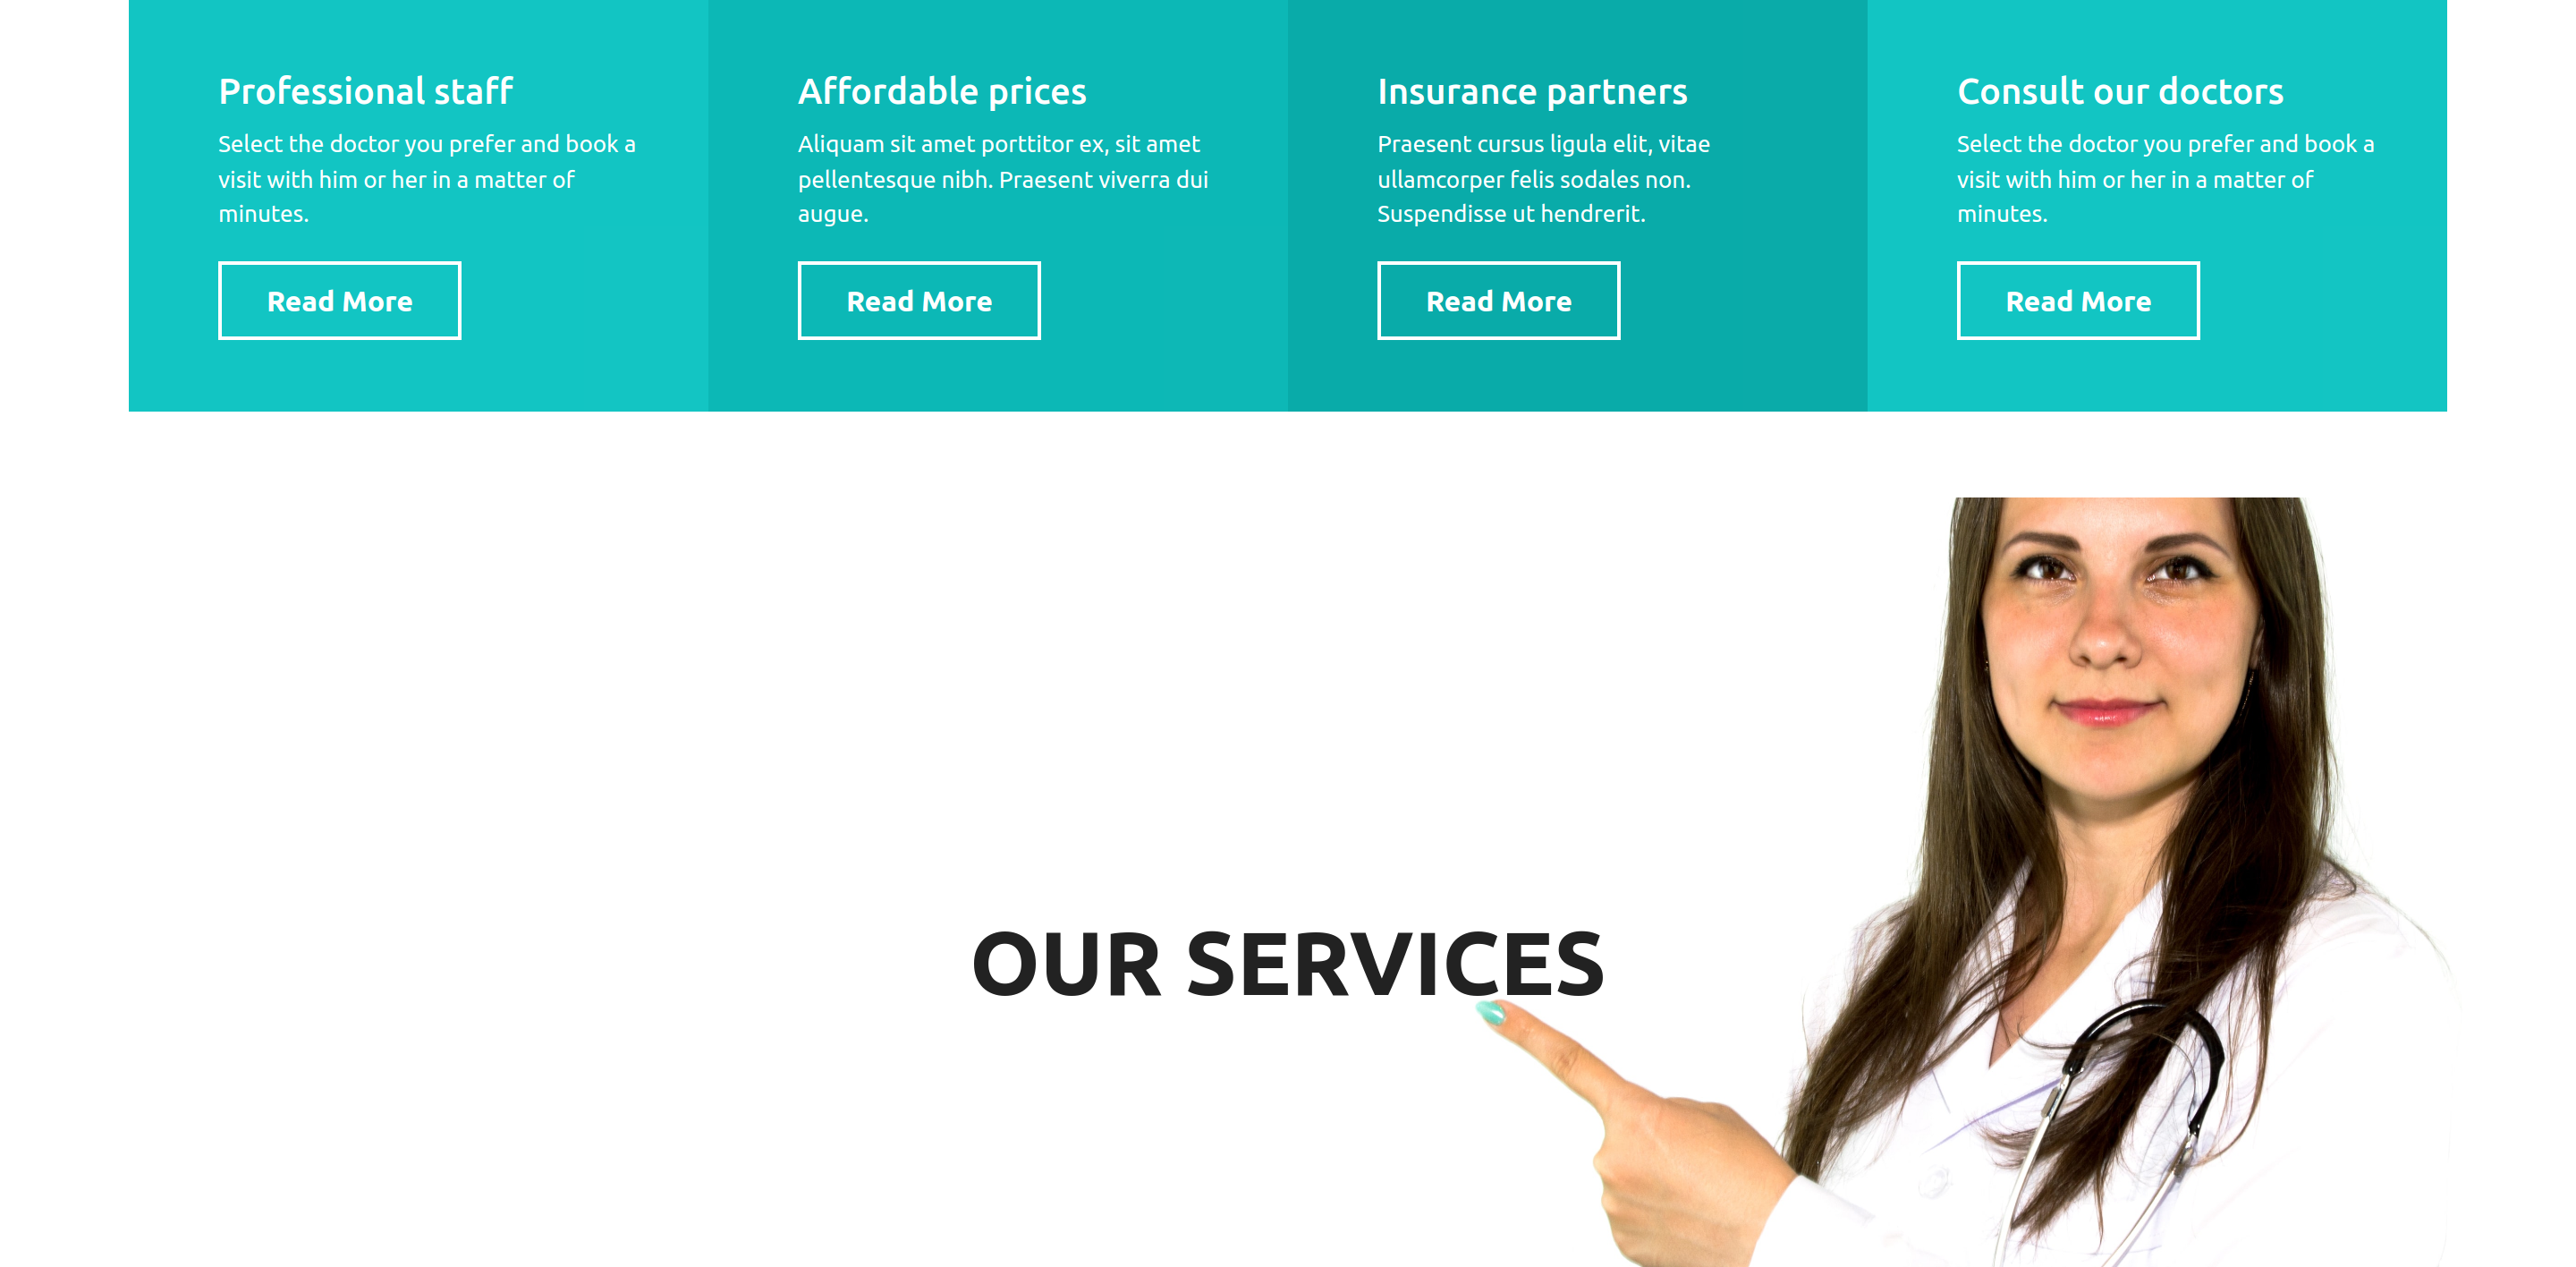 Professional staff
Select the doctor you prefer and book a
visit with him or her in a matter of
minutes.
Read More
Affordable prices
Aliquam sit amet porttitor ex, sit amet
pellentesque nibh. Praesent viverra dui
augue.
Read More
Insurance partners
Praesent cursus ligula elit, vitae
ullamcorper felis sodales non.
Suspendisse ut hendrerit.
Read More
Consult our doctors
Select the doctor you prefer and book a
visit with him or her in a matter of
minutes.
Read More
OUR SERVICES